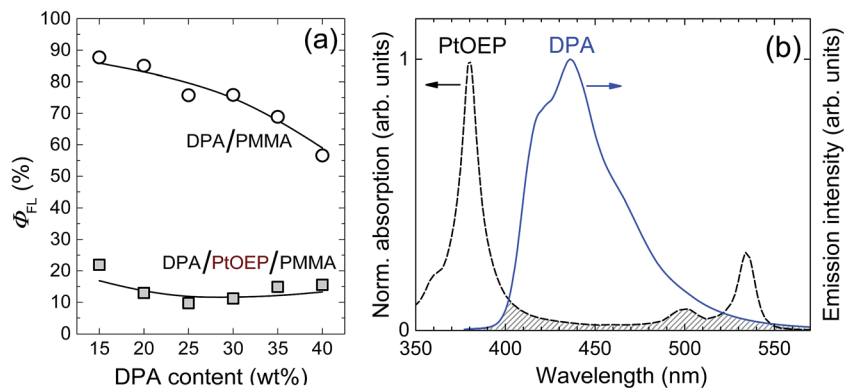 (a)
100
90
80
70
60
50
40
30
20
10
0
Φ_FL (%)
DPA/PMMA
DPA/PtOEP/PMMA
15 20 25 30 35 40
DPA content (wt%)
PtOEP DPA (b)
1
0
Norm. absorption (arb. units)
Emission intensity (arb. units)
350 400 450 500 550
Wavelength (nm)